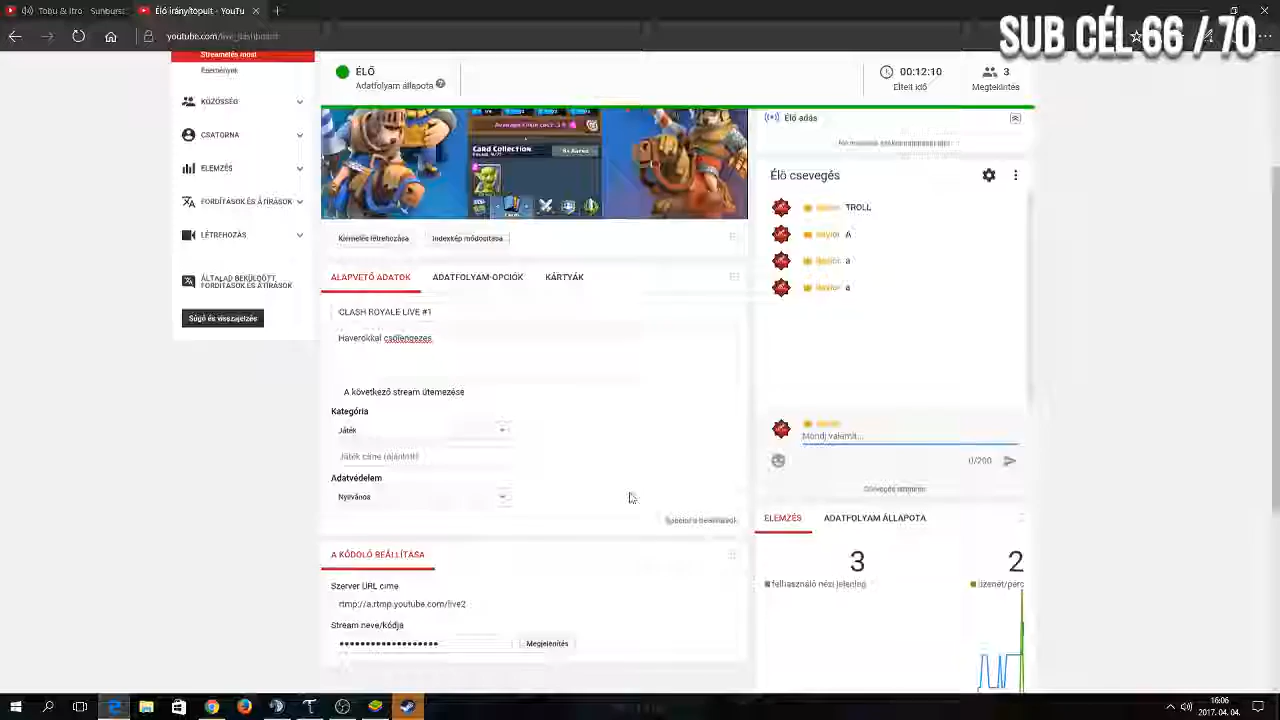 Tobu & Itro - Sunburst
Élő irányítópult - YouTu
SUB CÉL 66 / 70
youtube.com/live_dashboard
Streamelés most
Események
KÖZÖSSÉG
CSATORNA
ELEMZÉS
FORDÍTÁSOK ÉS ÁTÍRÁSOK
LÉTREHOZÁS
ÁLTALAD BEKÜLDÖTT
FORDÍTÁSOK ÉS ÁTÍRÁSOK
Súgó és visszajelzés
ÉLŐ
Adatfolyam állapota
00:12:10
Eltelt idő
3
Megtekintés
Card Collection
Kiemelés létrehozása
Indexkép módosítása
ALAPVETŐ ADATOK
ADATFOLYAM-OPCIÓK
KÁRTYÁK
CLASH ROYALE LIVE #1
Haverokkal
A következő stream ütemezése
Kategória
Játék
Játék címe (ajánlott)
Adatvédelem
Nyilvános
Speciális beállítások
A KÓDOLÓ BEÁLLÍTÁSA
Szerver URL címe
rtmp://a.rtmp.youtube.com/live2
Stream neve/kódja
Megjelenítés
Élő adás
Élő csevegés
TROLL
A
a
a
Mondj valamit...
0/200
ELEMZÉS
ADATFOLYAM ÁLLAPOTA
3
felhasználó nézi jelenleg
2
üzenet/perc
16:06
2017. 04. 04.